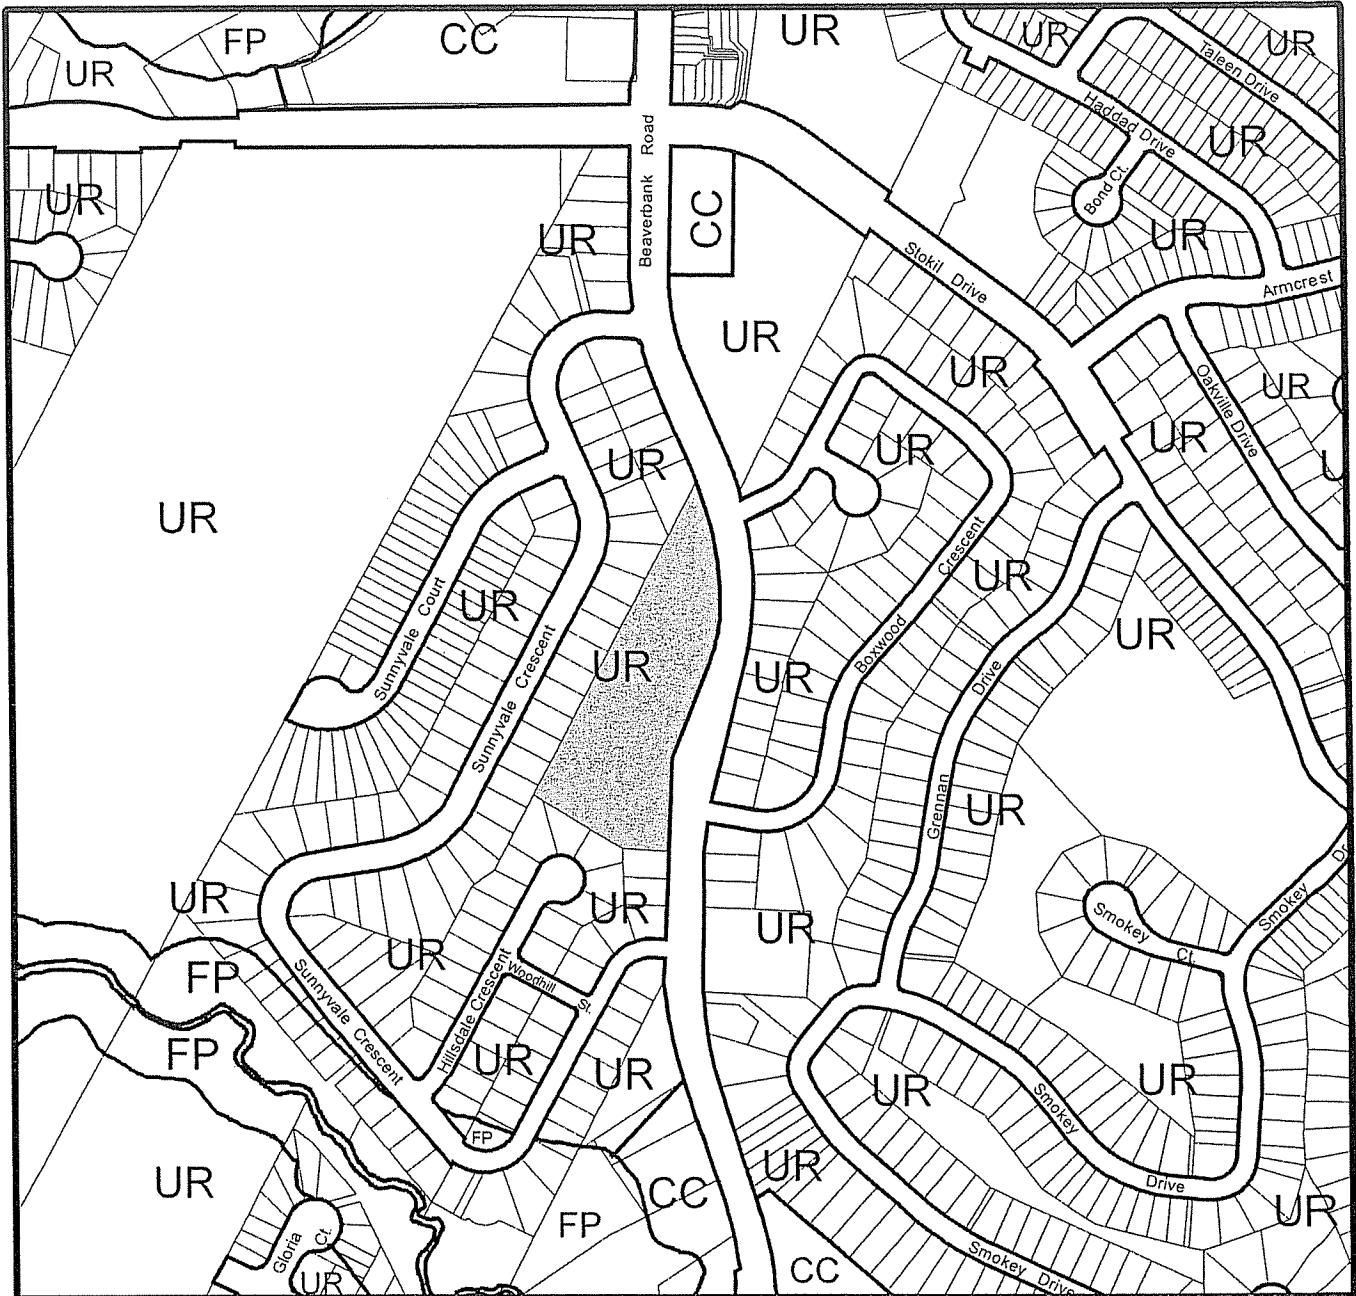 UR
FP
CC
UR
UR
UR
Taleen Drive
Haddad Drive
UR
Bond Ct.
UR
UR
Beaverbank Road
UR
CC
Stokil Drive
Armcrest
UR
UR
Oakville Drive
UR
UR
UR
UR
UR
Sunnyvale Court
UR
Sunnyvale Crescent
UR
UR
Boxwood Crescent
UR
Grennan Drive
UR
UR
UR
UR
UR
UR
Smokey Ct.
Smokey Dr
FP
Sunnyvale Crescent
Hillsdale Crescent
Woodhill St.
FP
UR
UR
UR
UR
Smokey Drive
FP
UR
CC
UR
UR
FP
Gloria Ct.
UR
CC
Smokey Drive